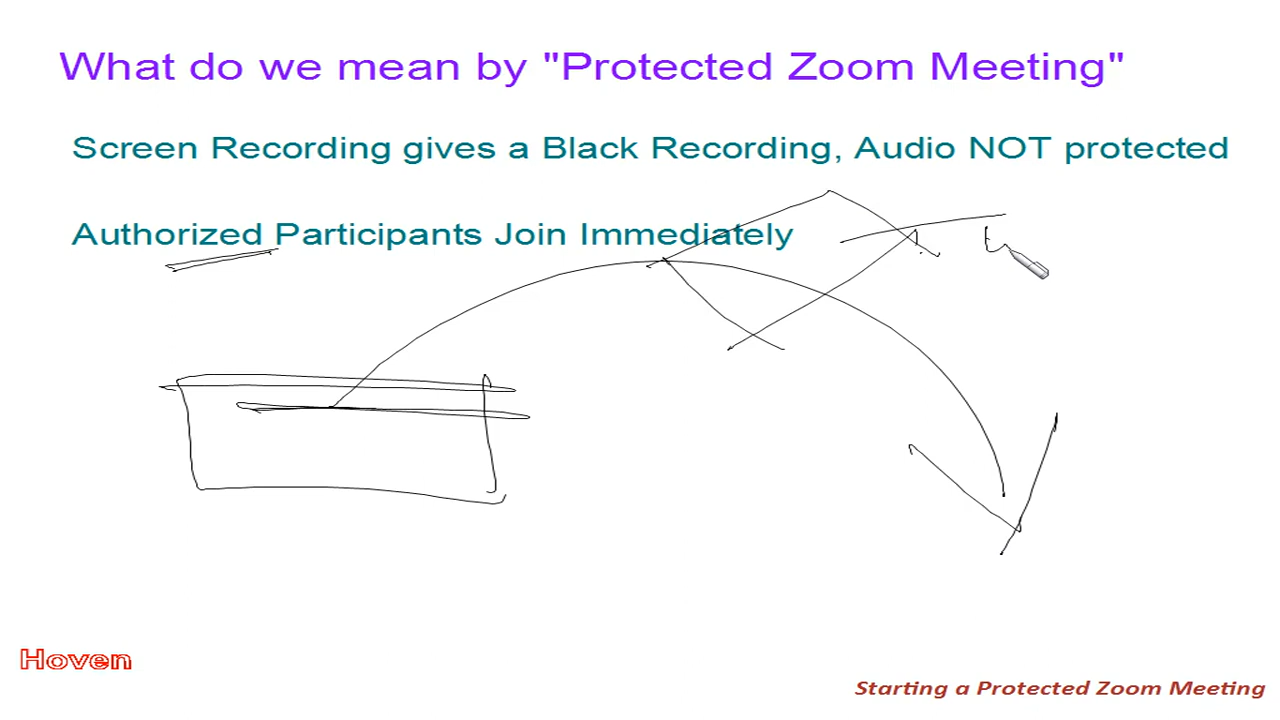 What do we mean by "Protected Zoom Meeting"
Screen Recording gives a Black Recording, Audio NOT protected
Authorized Participants Join Immediately
Hoven
Starting a Protected Zoom Meeting